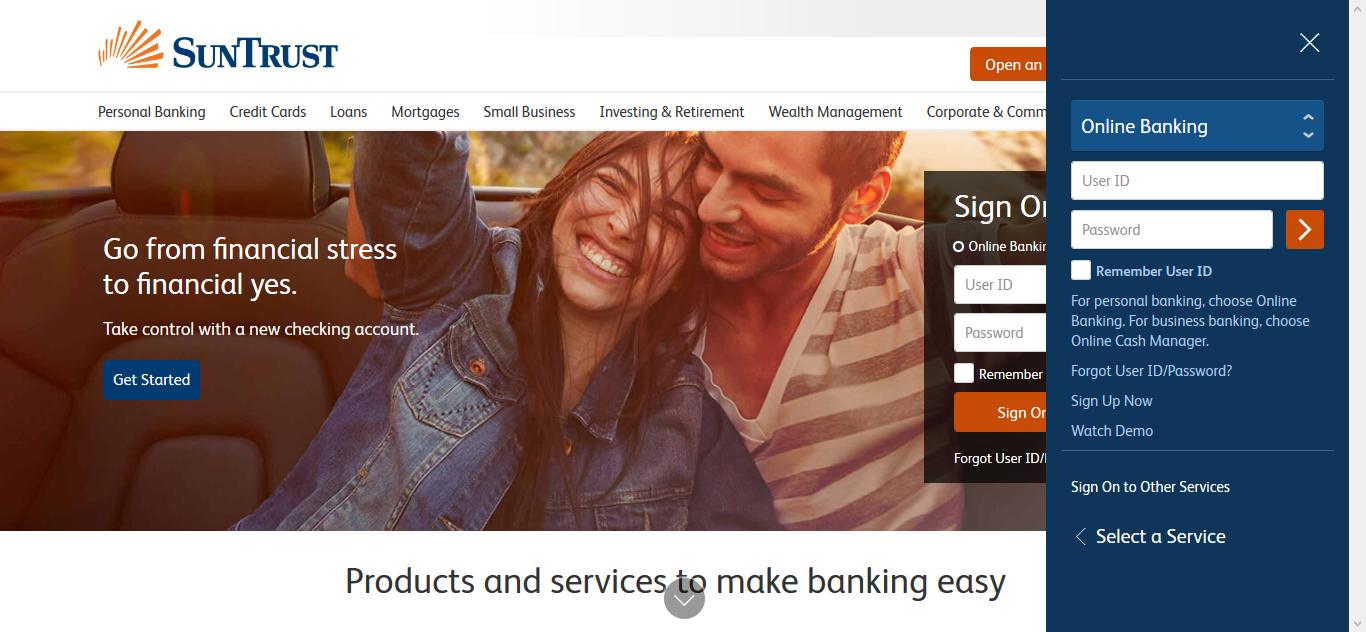 SUNTRUST
Open an
Personal Banking Credit Cards Loans Mortgages Small Business Investing & Retirement Wealth Management Corporate & Comm
Go from financial stress
to financial yes.
Take control with a new checking account.
Get Started
Sign On
Online Bankin
User ID
Password
Remember
Sign On
Forgot User ID/
Online Banking
User ID
Password
Remember User ID
For personal banking, choose Online
Banking. For business banking, choose
Online Cash Manager.
Forgot User ID/Password?
Sign Up Now
Watch Demo
Sign On to Other Services
Select a Service
Products and services to make banking easy